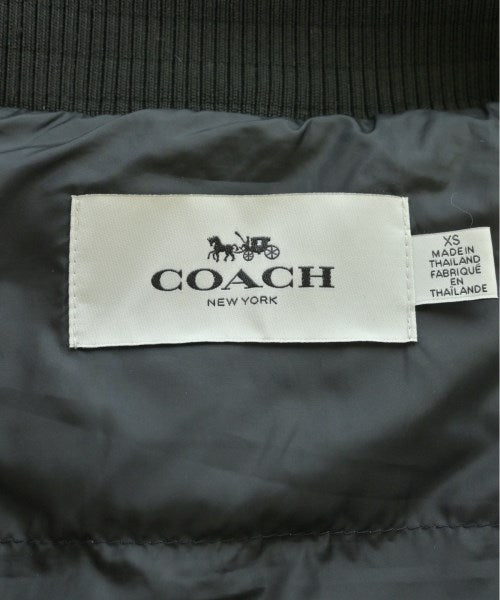 COACH
NEW YORK
XS
MADE IN
THAILAND
FABRIQUÉ
EN
THAÏLANDE